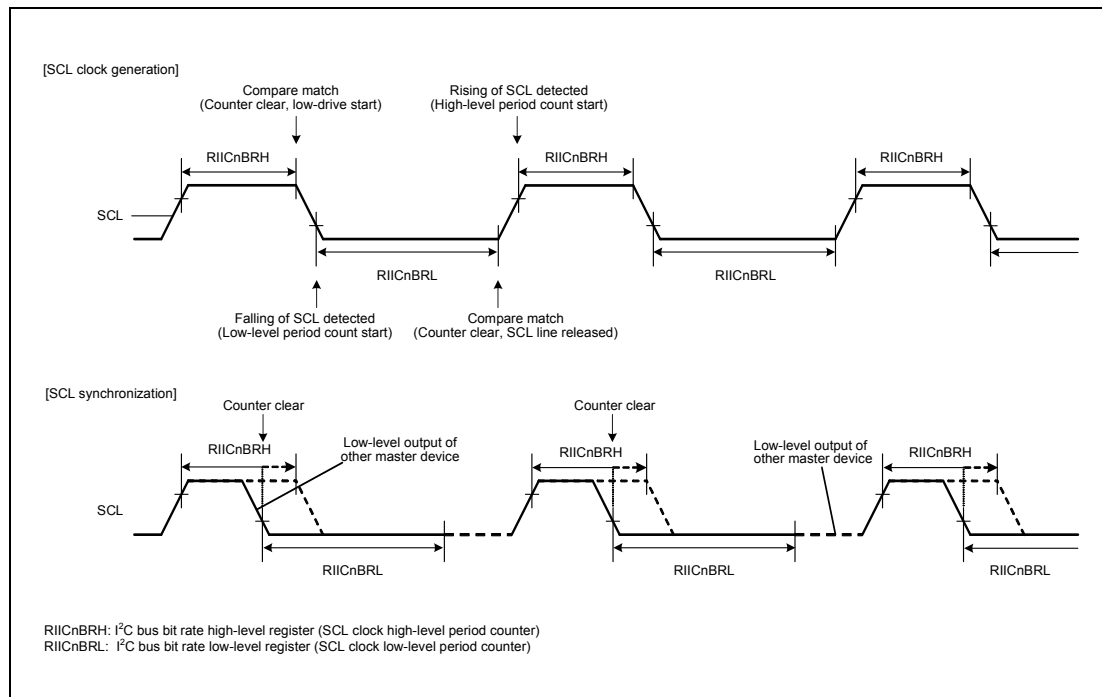 [SCL clock generation]
Compare match
(Counter clear, low-drive start)
Rising of SCL detected
(High-level period count start)
RIICnBRH
RIICnBRH
RIICnBRH
SCL
RIICnBRL
RIICnBRL
Falling of SCL detected
(Low-level period count start)
Compare match
(Counter clear, SCL line released)
[SCL synchronization]
Counter clear
Counter clear
RIICnBRH
Low-level output of
other master device
RIICnBRH
Low-level output of
other master device
RIICnBRH
SCL
RIICnBRL
RIICnBRL
RIICnBRL
RIICnBRH: I²C bus bit rate high-level register (SCL clock high-level period counter)
RIICnBRL: I²C bus bit rate low-level register (SCL clock low-level period counter)